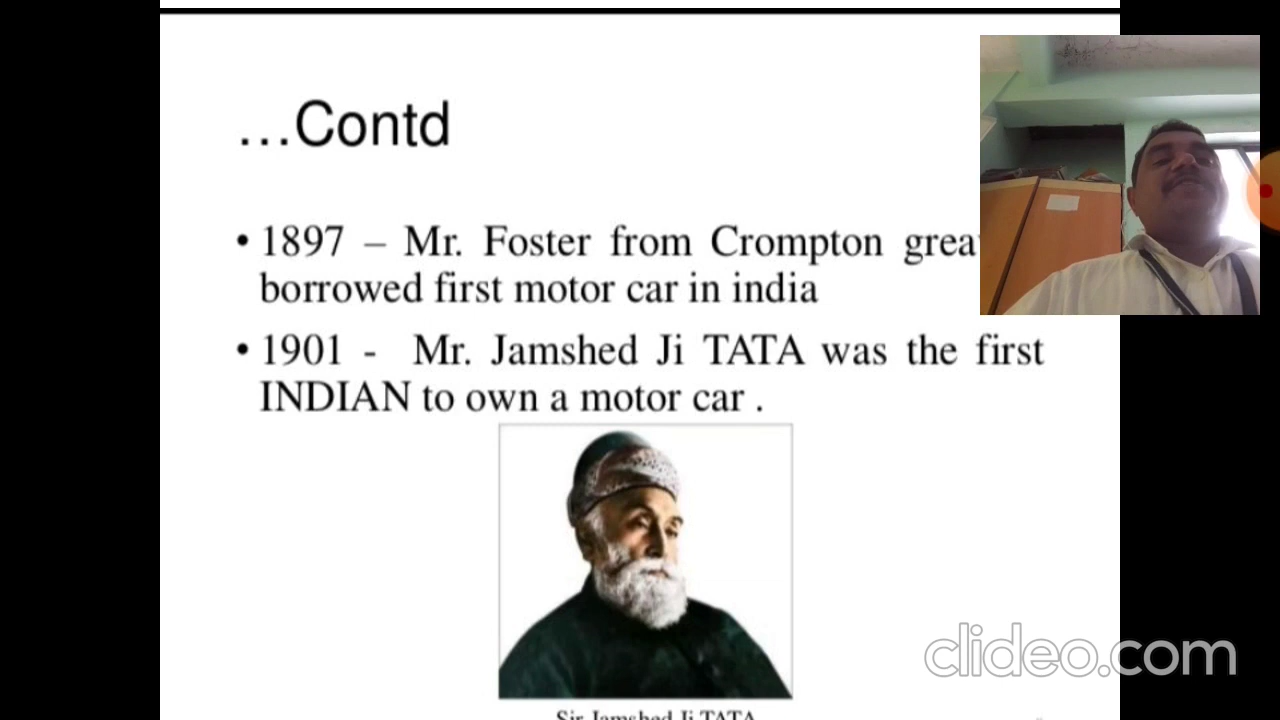 ...Contd
• 1897 – Mr. Foster from Crompton
borrowed first motor car in india
• 1901 - Mr. Jamshed Ji TATA was the first
INDIAN to own a motor car .
Sir Jamshed Ji TATA
clideo.com